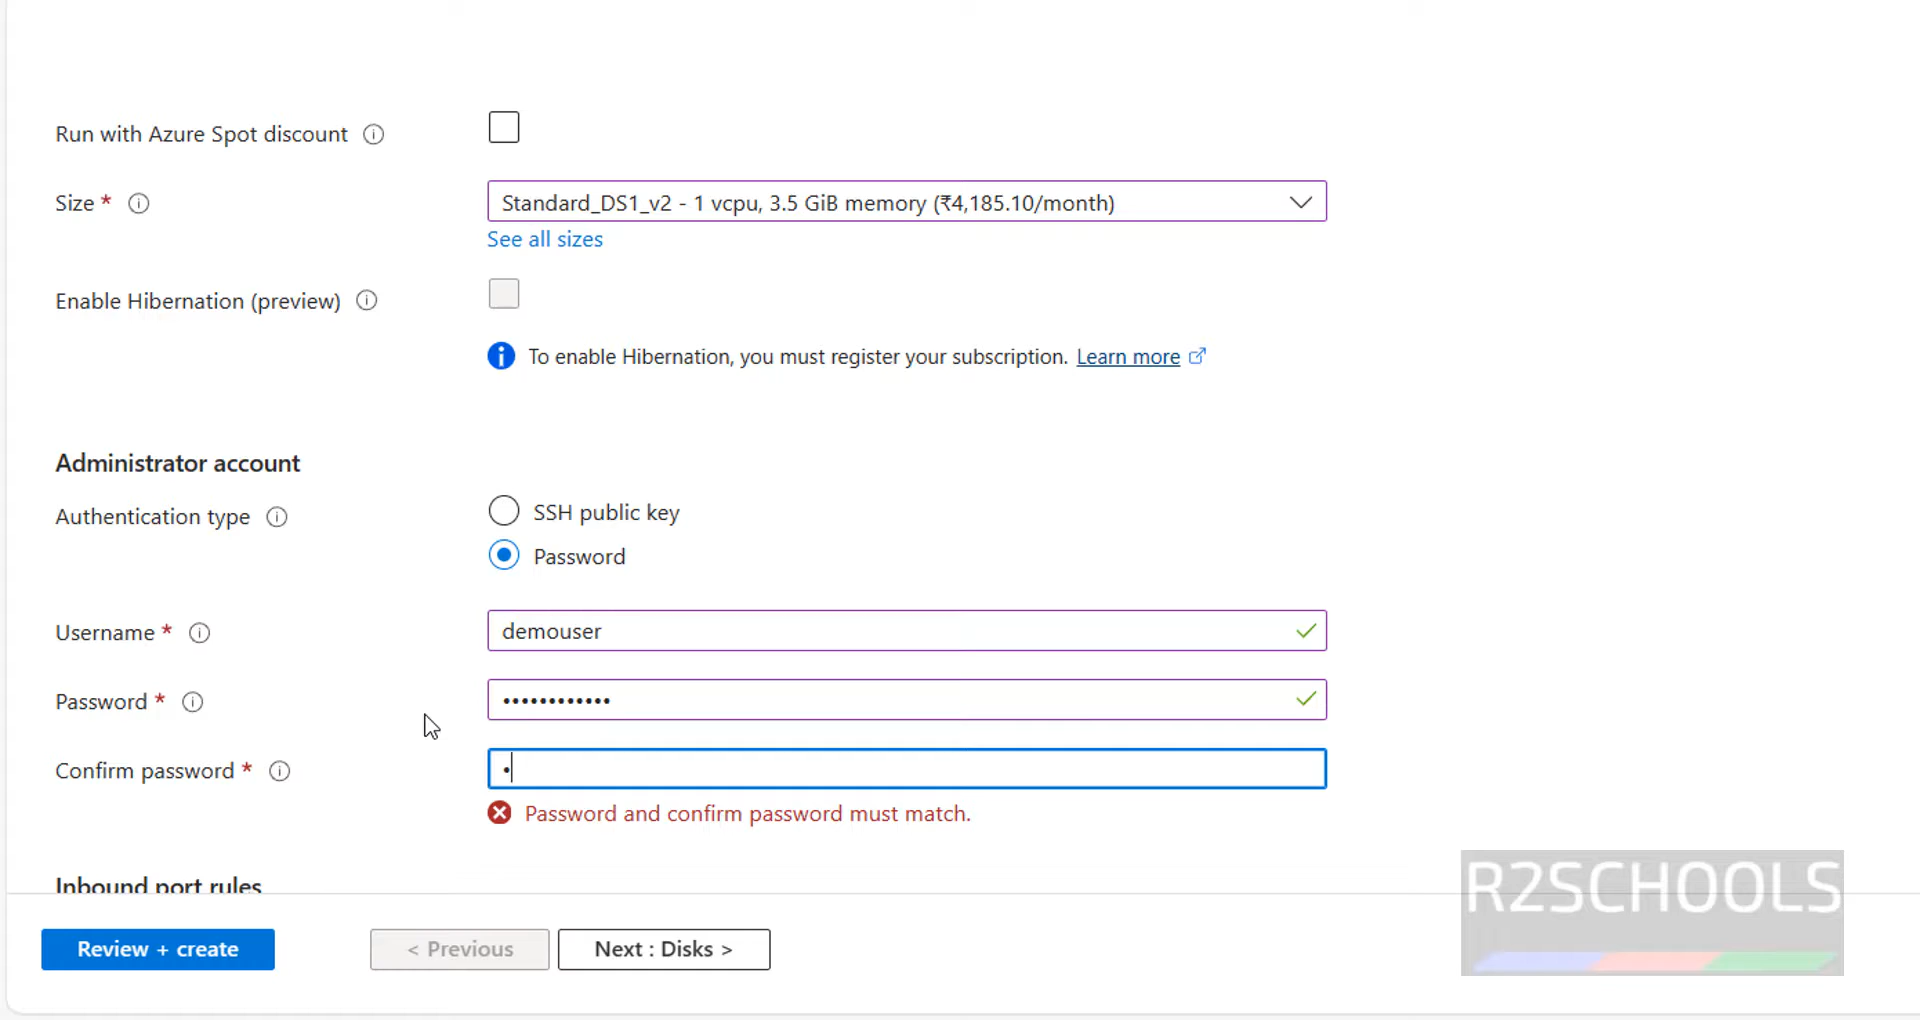 Run with Azure Spot discount
Size *
Standard_DS1_v2 - 1 vcpu, 3.5 GiB memory (₹4,185.10/month)
See all sizes
Enable Hibernation (preview)
To enable Hibernation, you must register your subscription. Learn more
Administrator account
Authentication type
SSH public key
Password
Username *
demouser
Password *
••••••••••••
Confirm password *
•
Password and confirm password must match.
Inbound port rules
Review + create
< Previous
Next : Disks >
R2SCHOOLS